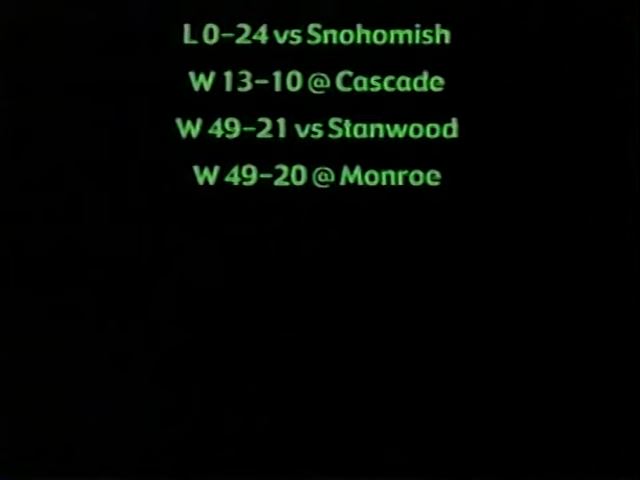 L 0-24 vs Snohomish
W 13-10 @ Cascade
W 49-21 vs Stanwood
W 49-20 @ Monroe